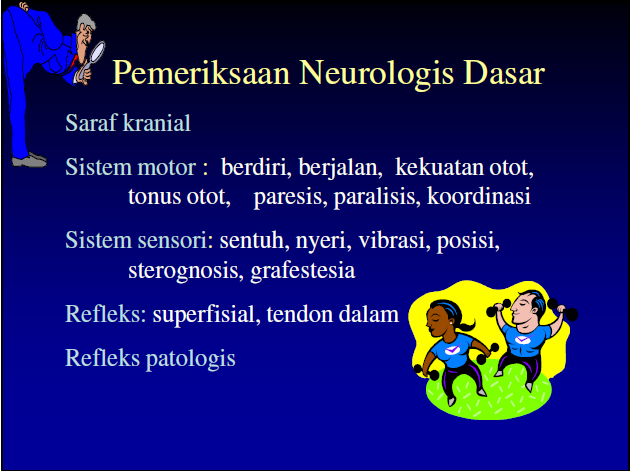 Pemeriksaan Neurologis Dasar
Saraf kranial
Sistem motor : berdiri, berjalan, kekuatan otot,
tonus otot, paresis, paralisis, koordinasi
Sistem sensori: sentuh, nyeri, vibrasi, posisi,
sterognosis, grafestesia
Refleks: superfisial, tendon dalam
Refleks patologis